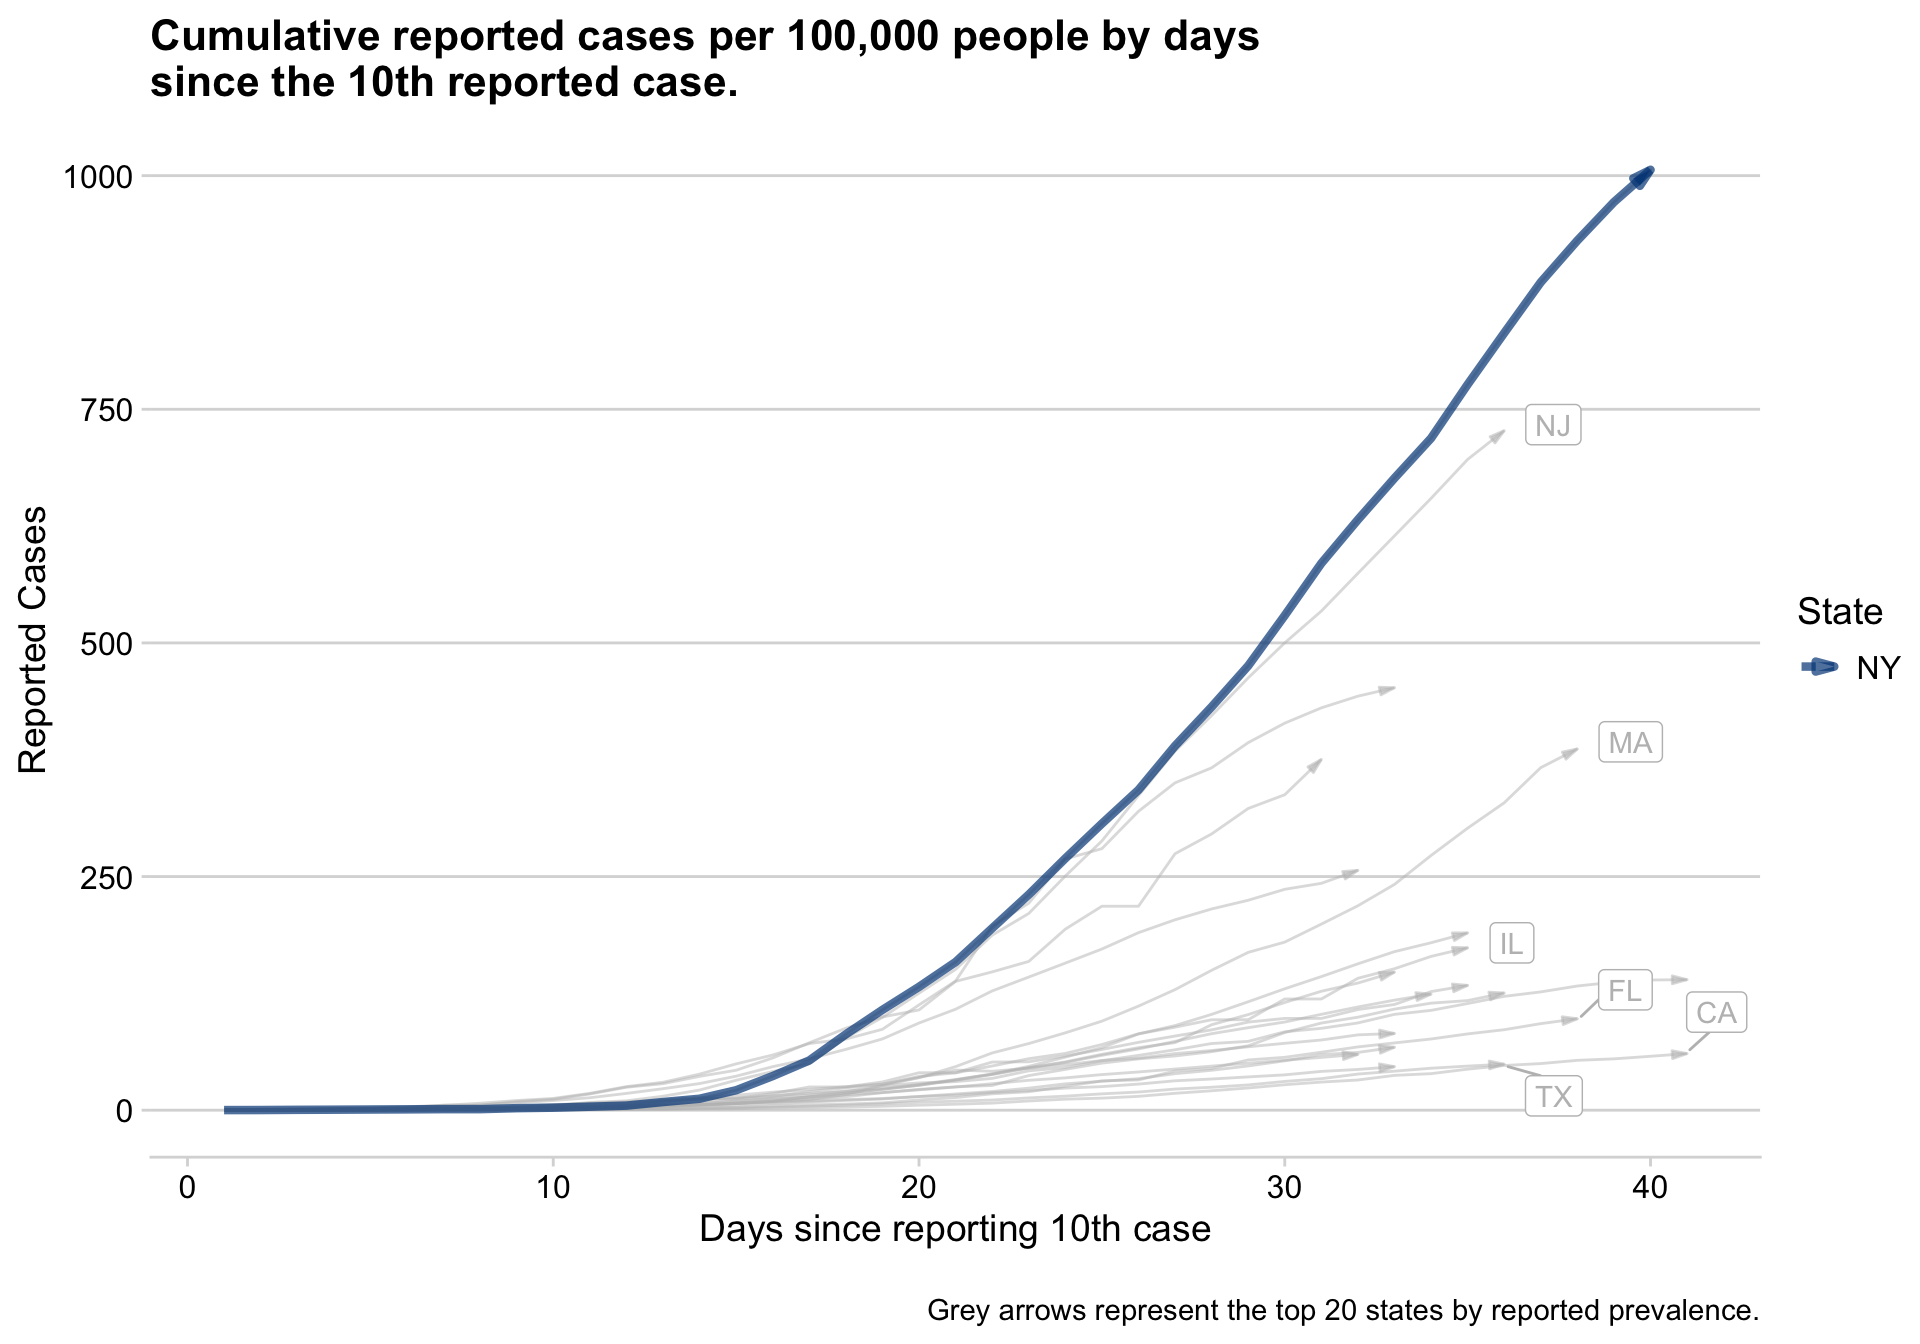 Cumulative reported cases per 100,000 people by days
since the 10th reported case.
1000
750
500
250
0
Reported Cases
NJ
MA
IL
FL
CA
TX
State
NY
0 10 20 30 40
Days since reporting 10th case
Grey arrows represent the top 20 states by reported prevalence.